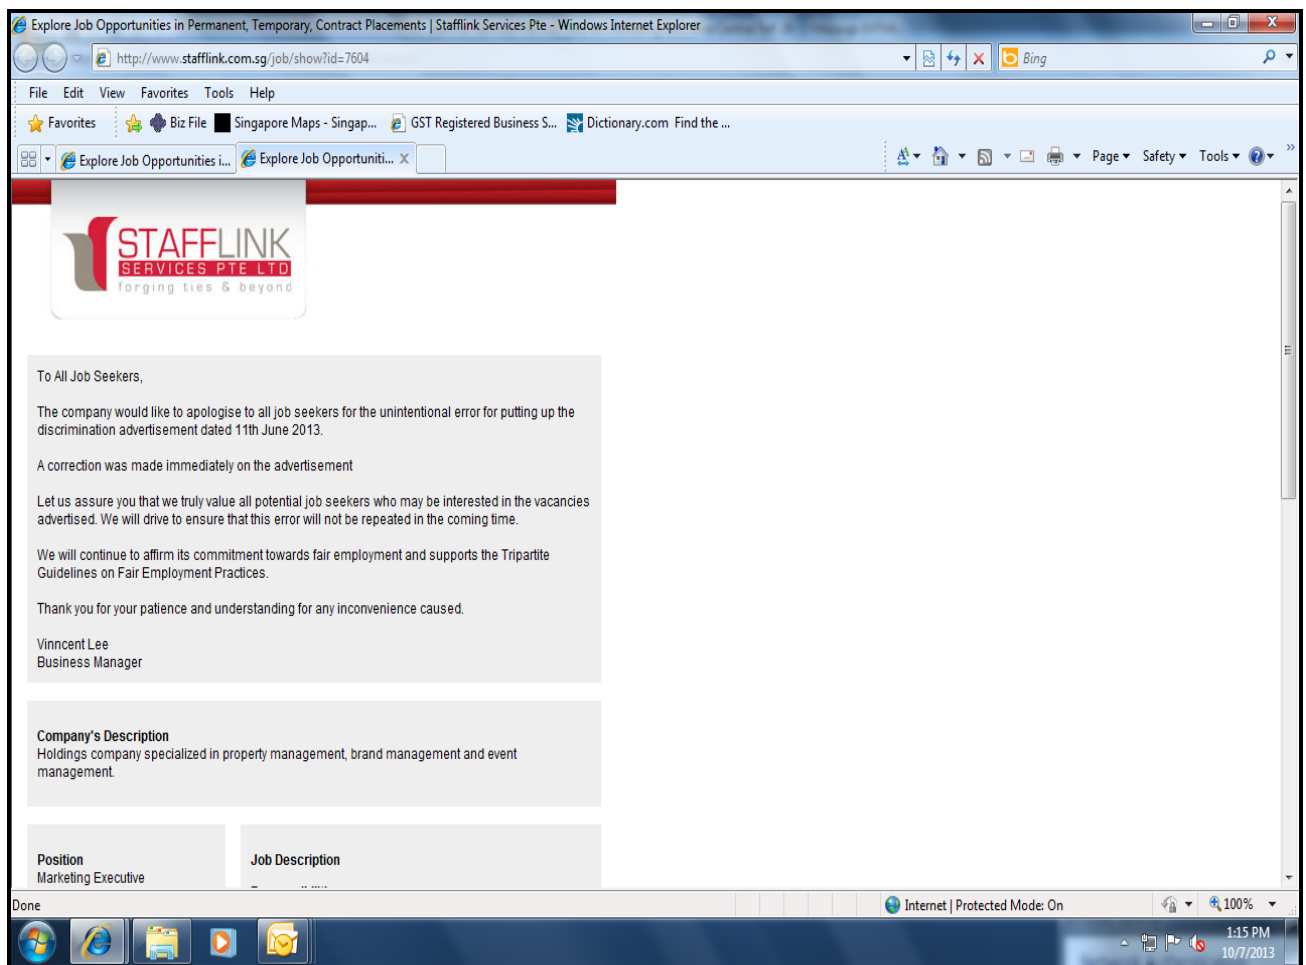 Explore Job Opportunities in Permanent, Temporary, Contract Placements | Stafflink Services Pte - Windows Internet Explorer
http://www.stafflink.com.sg/job/show?id=7604
Bing
File Edit View Favorites Tools Help
Favorites Biz File Singapore Maps - Singap... GST Registered Business S... Dictionary.com Find the ...
Explore Job Opportunities i... Explore Job Opportuniti... X
Page Safety Tools
STAFFLINK
SERVICES PTE LTD
forging ties & beyond
To All Job Seekers,
The company would like to apologise to all job seekers for the unintentional error for putting up the
discrimination advertisement dated 11th June 2013.
A correction was made immediately on the advertisement
Let us assure you that we truly value all potential job seekers who may be interested in the vacancies
advertised. We will drive to ensure that this error will not be repeated in the coming time.
We will continue to affirm its commitment towards fair employment and supports the Tripartite
Guidelines on Fair Employment Practices.
Thank you for your patience and understanding for any inconvenience caused.
Vinncent Lee
Business Manager
Company's Description
Holdings company specialized in property management, brand management and event
management.
Position
Marketing Executive
Job Description
Done
Internet | Protected Mode: On
100%
1:15 PM
10/7/2013